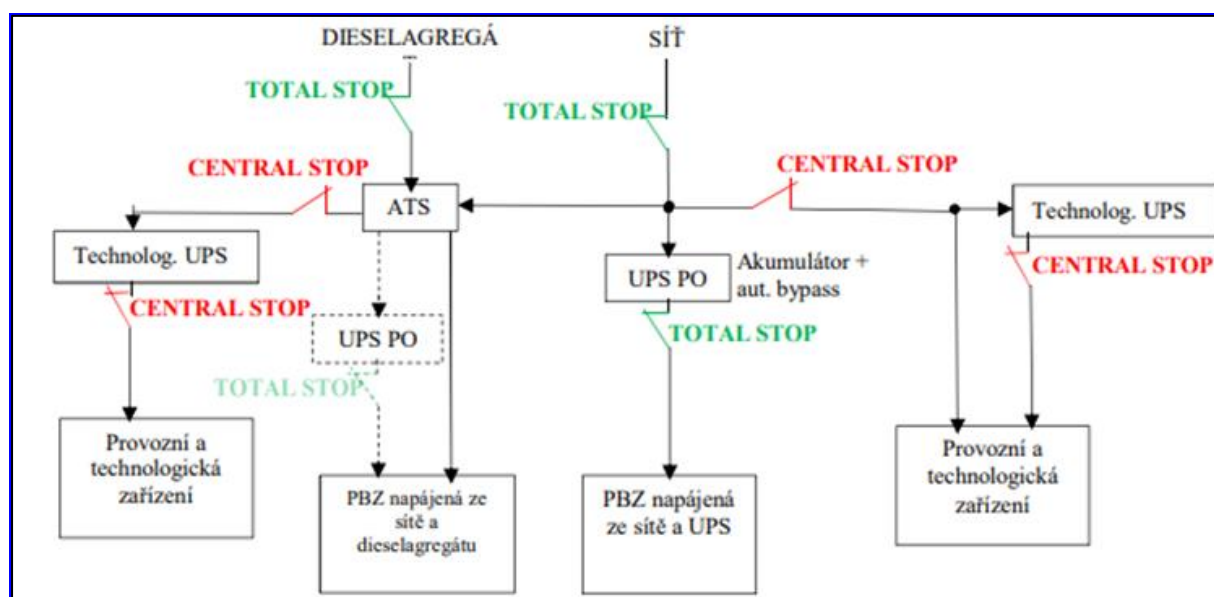 DIESELAGREGÁ
SÍŤ
TOTAL STOP
TOTAL STOP
CENTRAL STOP
CENTRAL STOP
ATS
Technolog. UPS
Technolog. UPS
UPS PO
Akumulátor +
aut. bypass
CENTRAL STOP
CENTRAL STOP
UPS PO
TOTAL STOP
TOTAL STOP
Provozní a
technologická
zařízení
PBZ napájená ze
sítě a
dieselagregátu
PBZ napájená
ze sítě a UPS
Provozní a
technologická
zařízení